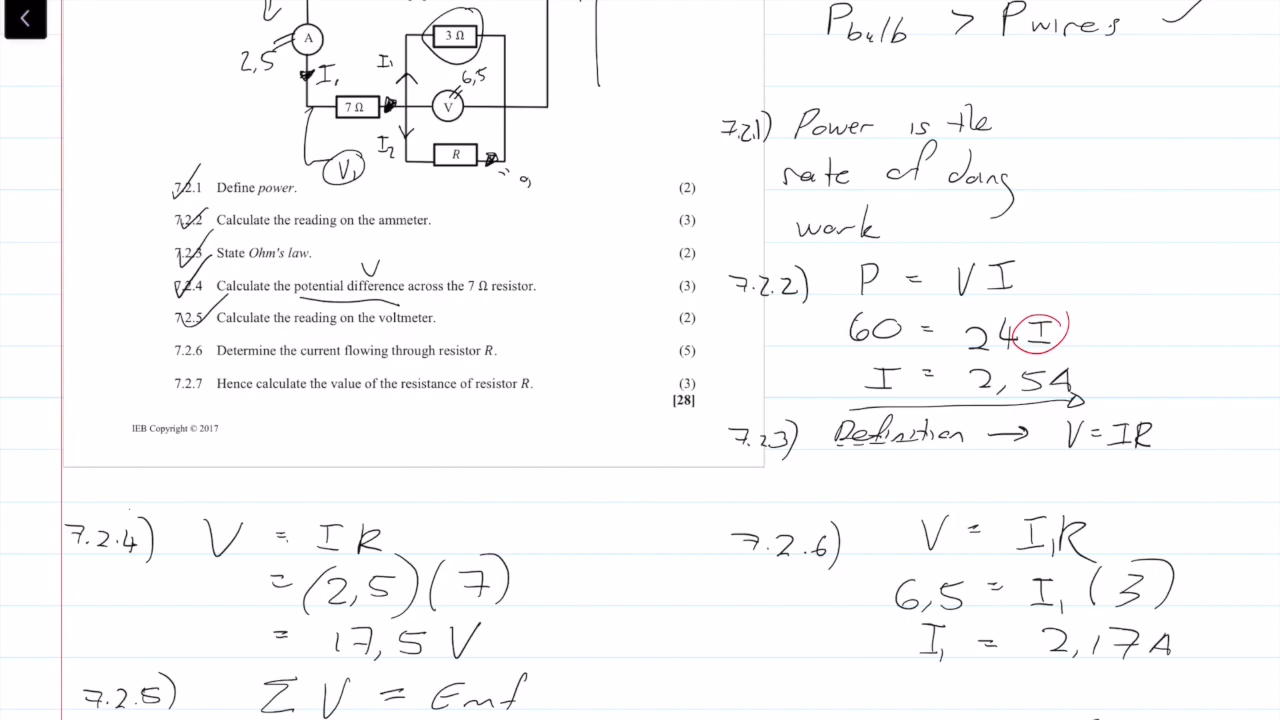 P bulb > P wires
A
2,5
I1
I1
3 Ω
6,5
7 Ω
V
I2
R
V1
7.2.1 Define power. (2)
7.2.2 Calculate the reading on the ammeter. (3)
7.2.3 State Ohm's law. (2)
V
7.2.4 Calculate the potential difference across the 7 Ω resistor. (3)
7.2.5 Calculate the reading on the voltmeter. (2)
7.2.6 Determine the current flowing through resistor R. (5)
7.2.7 Hence calculate the value of the resistance of resistor R. (3)
[28]
IEB Copyright © 2017
7.2.1) Power is the
rate of doing
work
7.2.2) P = VI
60 = 24 I
I = 2,5A
7.2.3) Definition → V = IR
7.2.4) V = IR
= (2,5)(7)
= 17,5 V
7.2.5) Σ V = Emf
7.2.6) V = I1R
6,5 = I1 (3)
I1 = 2,17A